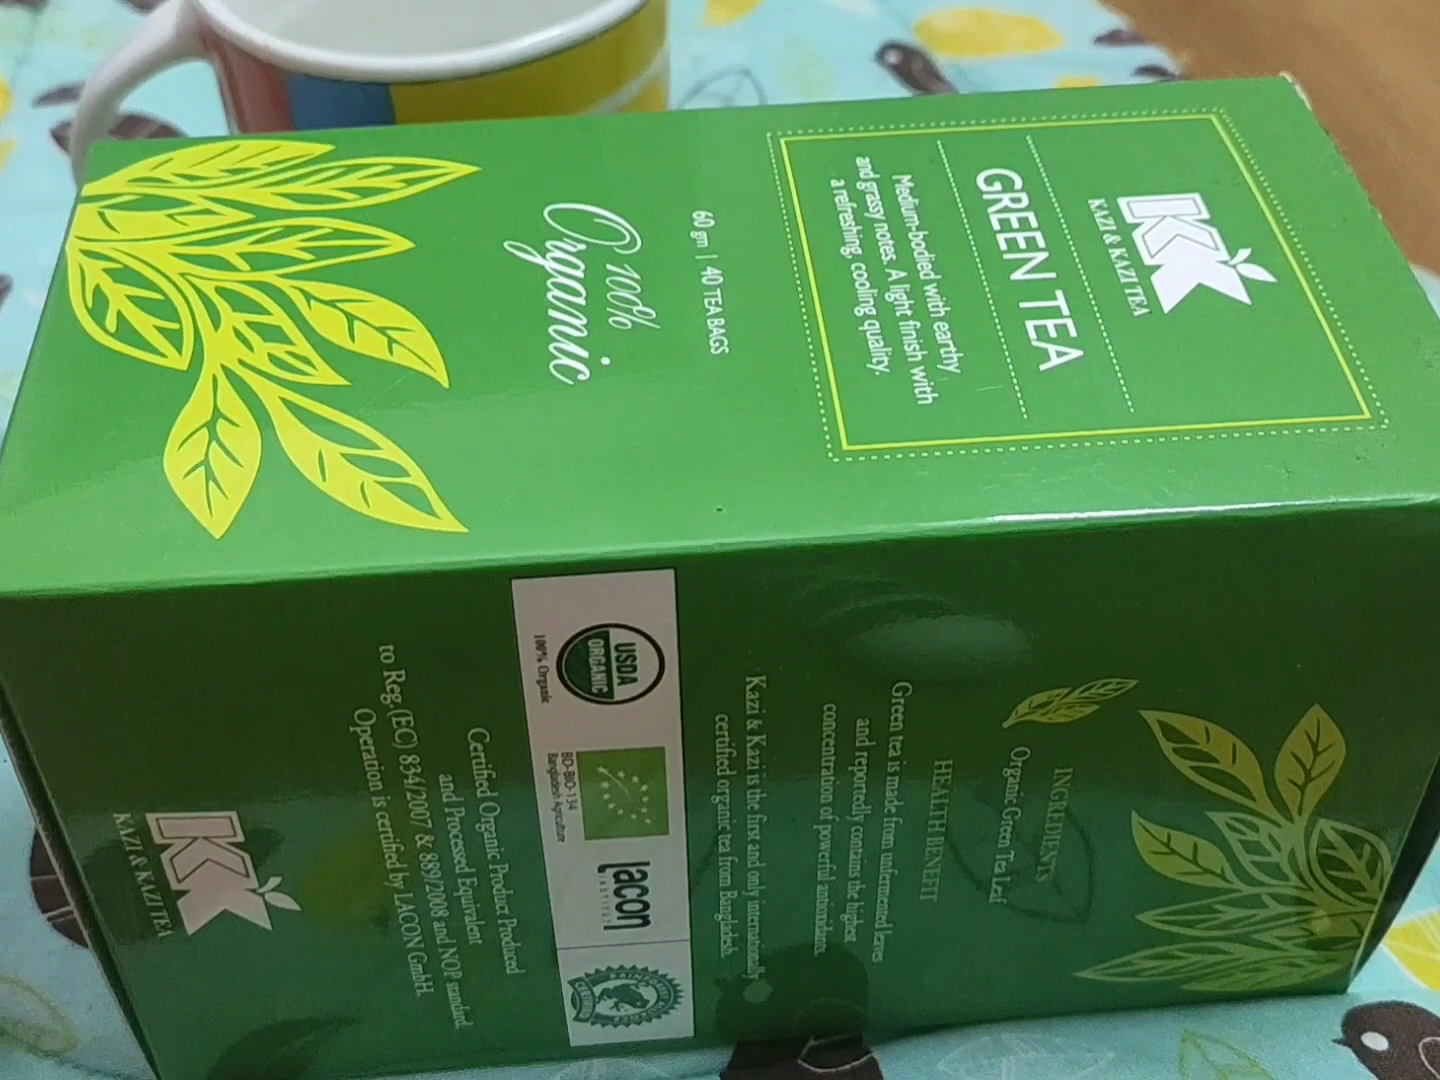 KAZI & KAZI TEA
GREEN TEA
Medium-bodied with earthy
and grassy notes. A light finish with
a refreshing, cooling quality.
60 gm | 40 TEA BAGS
100%
Organic
INGREDIENTS
Organic Green Tea Leaf
HEALTH BENEFIT
Green tea is made from unfermented leaves
and reportedly contains the highest
concentration of powerful antioxidants.
Kazi & Kazi is the first and only internationally
certified organic tea from Bangladesh.
USDA
ORGANIC
100% Organic
BD-BIO-134
Bangladesh Agriculture
lacon
INSTITUT
CERTIFIED
Certified Organic Product Produced
and Processed Equivalent
to Reg.(EC) 834/2007 & 889/2008 and NOP standard.
Operation is certified by LACON GmbH.
KAZI & KAZI TEA